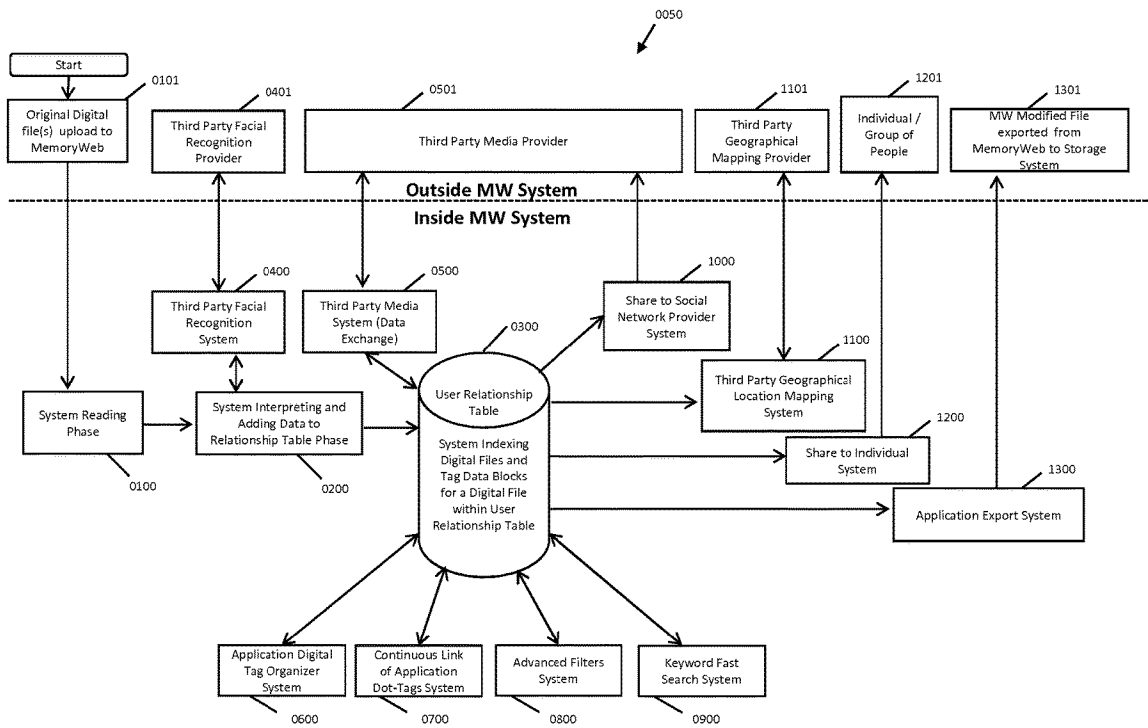 0050
Start
0101
Original Digital
file(s) upload to
MemoryWeb
0401
Third Party Facial
Recognition
Provider
0501
Third Party Media Provider
1101
Third Party
Geographical
Mapping Provider
1201
Individual /
Group of
People
1301
MW Modified File
exported from
MemoryWeb to Storage
System
Outside MW System
Inside MW System
0400
Third Party Facial
Recognition
System
0500
Third Party Media
System (Data
Exchange)
1000
Share to Social
Network Provider
System
0300
User Relationship
Table
System Indexing
Digital Files and
Tag Data Blocks
for a Digital File
within User
Relationship Table
1100
Third Party Geographical
Location Mapping
System
System Reading
Phase
0100
System Interpreting and
Adding Data to
Relationship Table Phase
0200
1200
Share to Individual
System
1300
Application Export System
Application Digital
Tag Organizer
System
0600
Continuous Link
of Application
Dot-Tags System
0700
Advanced Filters
System
0800
Keyword Fast
Search System
0900